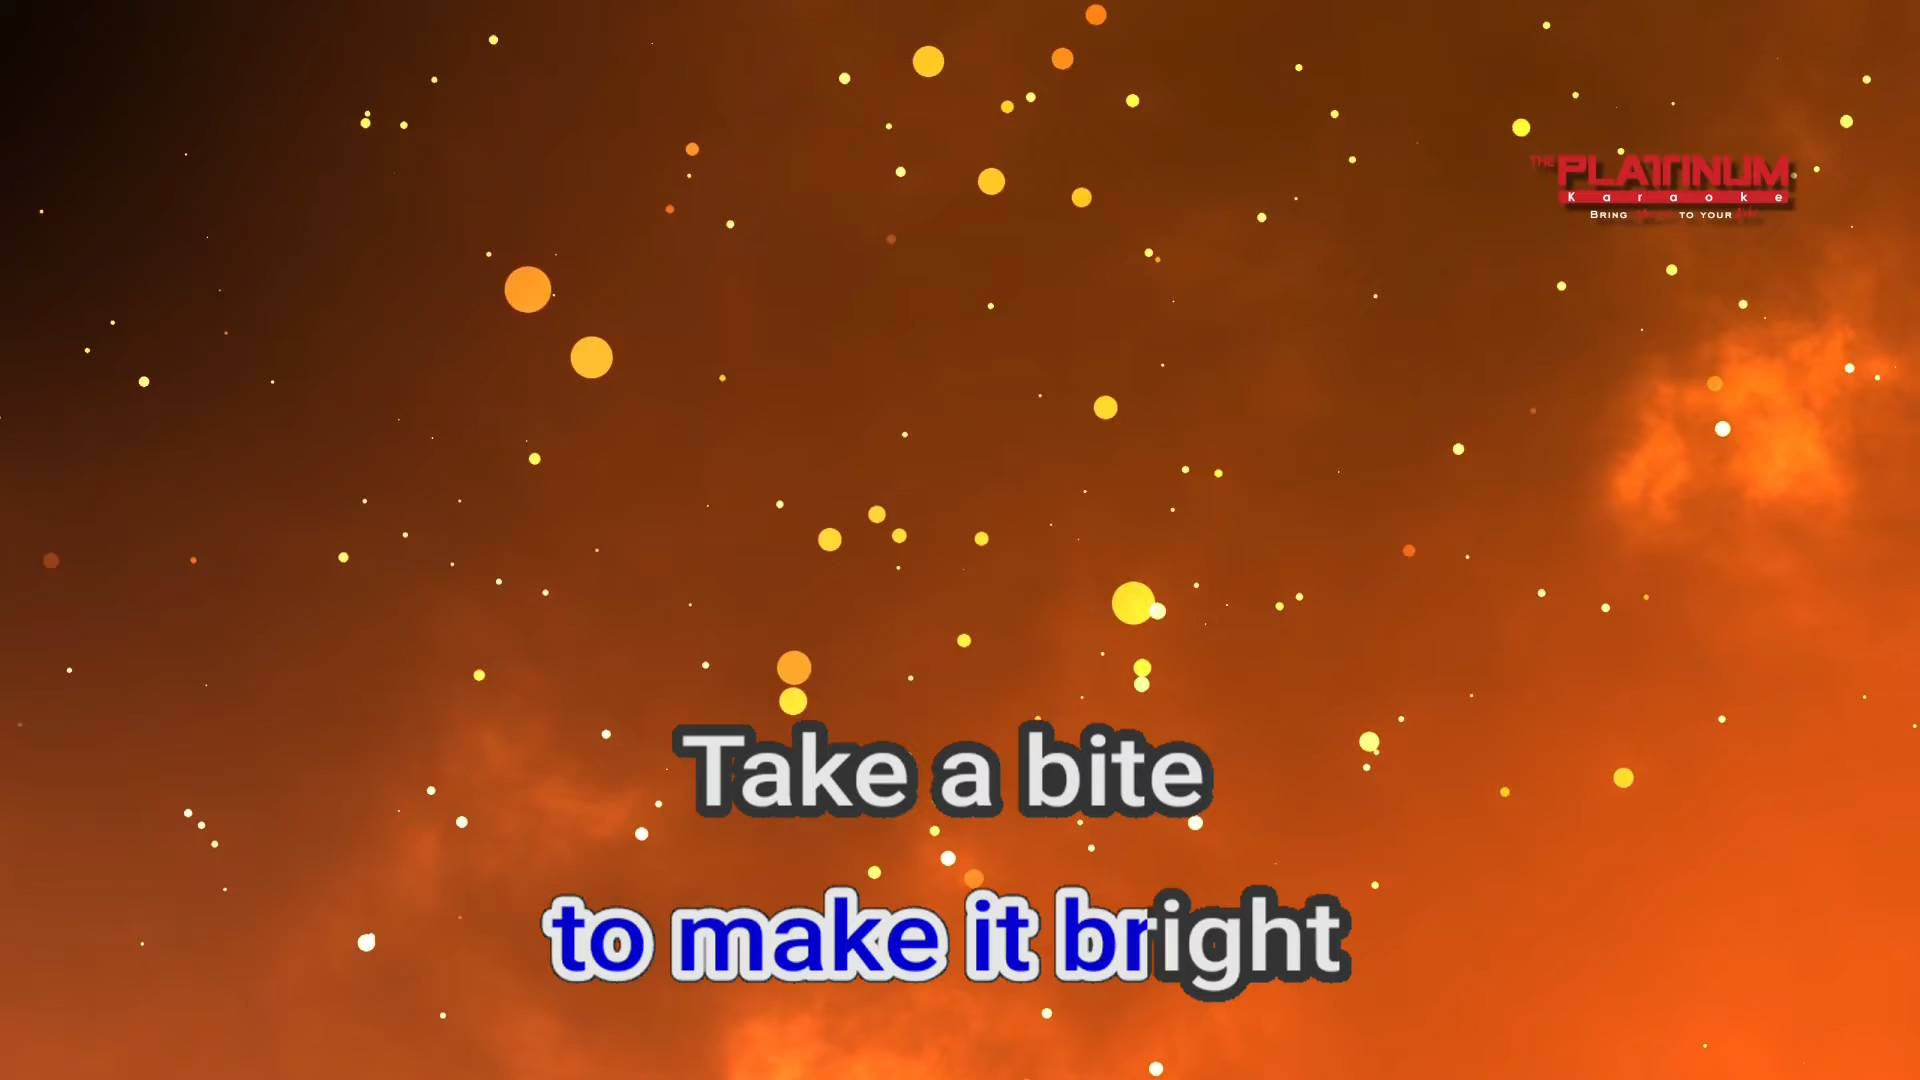 THE PLATINUM
Karaoke
BRING TO YOUR
Take a bite
to make it bright